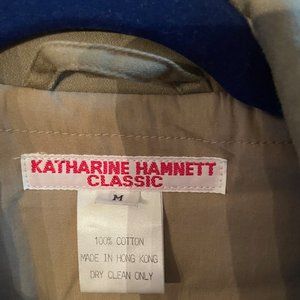 KATHARINE HAMNETT
CLASSIC
M
100% COTTON
MADE IN HONG KONG
DRY CLEAN ONLY